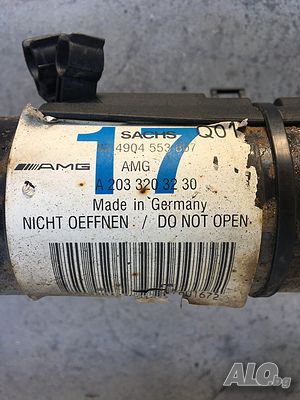 17
SACHS Q01
AMG AMG
A 203 320 32 30
Made in Germany
NICHT OEFFNEN / DO NOT OPEN
ALO.bg